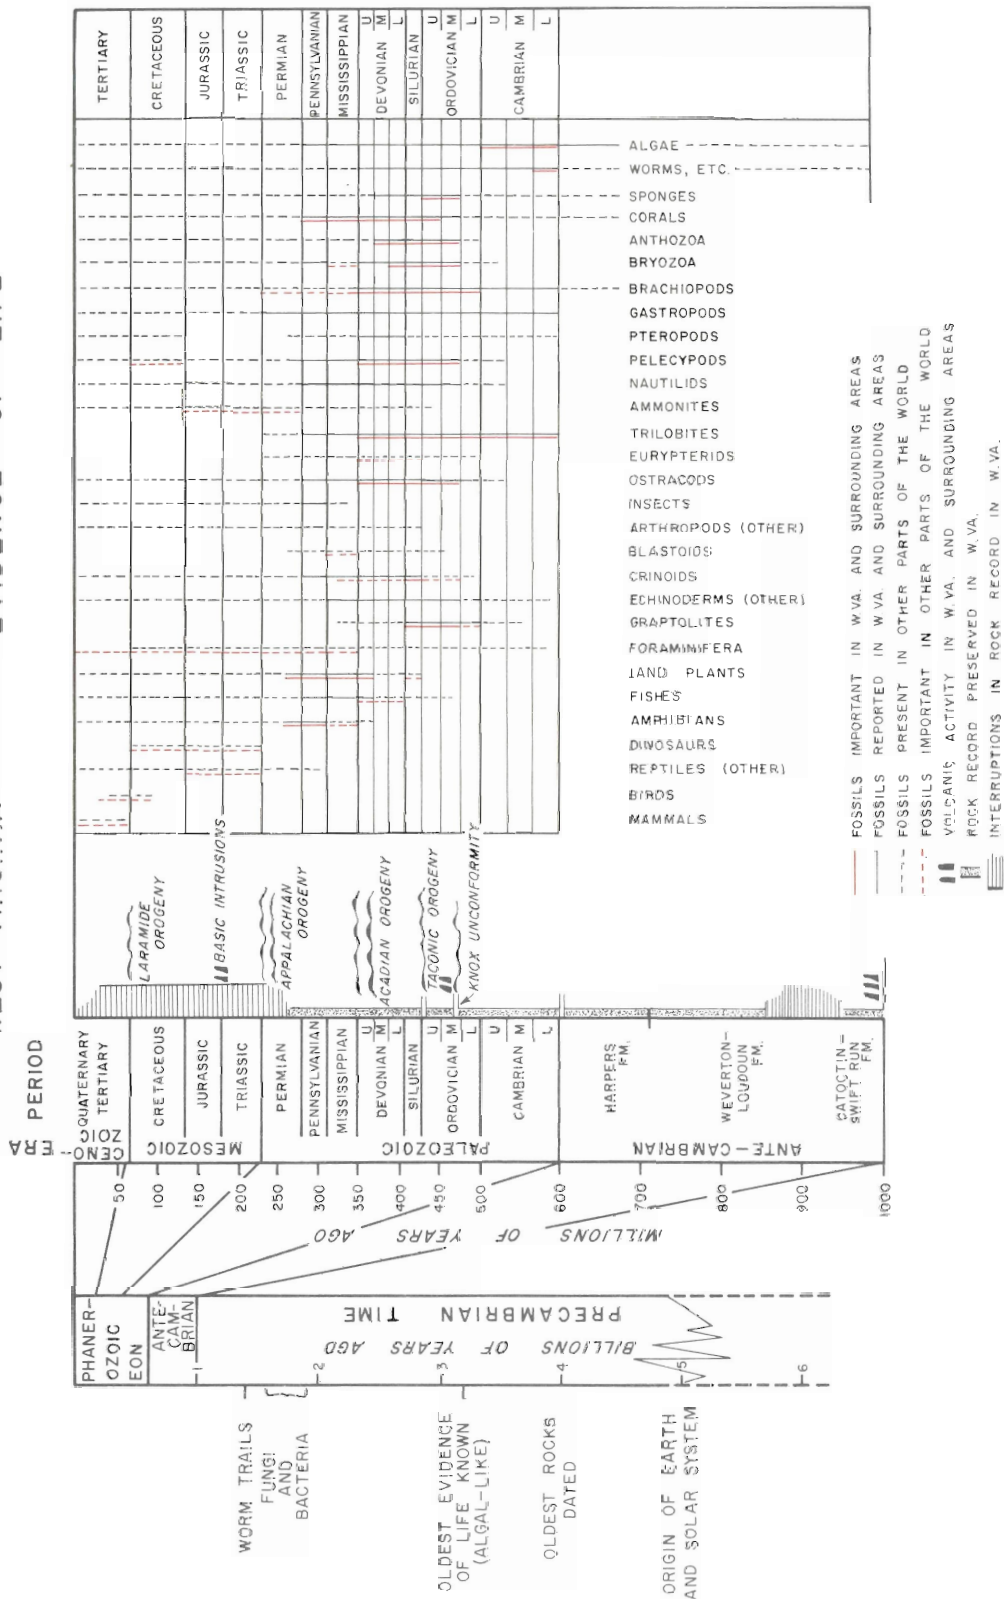 ERA
PERIOD
CENO-
ZOIC
QUATERNARY
TERTIARY
MESOZOIC
CRETACEOUS
JURASSIC
TRIASSIC
PALEOZOIC
PERMIAN
PENNSYLVANIAN
MISSISSIPPIAN
DEVONIAN
U
M
L
SILURIAN
ORDOVICIAN
U
M
L
CAMBRIAN
U
M
L
ANTE-CAMBRIAN
HARPERS
FM.
WEVERTON-
LOUDOUN
FM.
CATOCTIN-
SWIFT RUN
FM.
TERTIARY
CRETACEOUS
JURASSIC
TRIASSIC
PERMIAN
PENNSYLVANIAN
MISSISSIPPIAN
DEVONIAN
U
M
L
SILURIAN
ORDOVICIAN
U
M
L
CAMBRIAN
U
M
L
ALGAE
WORMS, ETC.
SPONGES
CORALS
ANTHOZOA
BRYOZOA
BRACHIOPODS
GASTROPODS
PTEROPODS
PELECYPODS
NAUTILIDS
AMMONITES
TRILOBITES
EURYPTERIDS
OSTRACODS
INSECTS
ARTHROPODS (OTHER)
BLASTOIDS
CRINOIDS
ECHINODERMS (OTHER)
GRAPTOLITES
FORAMINIFERA
LAND PLANTS
FISHES
AMPHIBIANS
DINOSAURS
REPTILES (OTHER)
BIRDS
MAMMALS
LARAMIDE
OROGENY
BASIC INTRUSIONS
APPALACHIAN
OROGENY
ACADIAN OROGENY
TACONIC OROGENY
KNOX UNCONFORMITY
FOSSILS IMPORTANT IN W.VA. AND SURROUNDING AREAS
FOSSILS REPORTED IN W.VA. AND SURROUNDING AREAS
FOSSILS PRESENT IN OTHER PARTS OF THE WORLD
FOSSILS IMPORTANT IN OTHER PARTS OF THE WORLD
VOLCANIC ACTIVITY IN W.VA. AND SURROUNDING AREAS
ROCK RECORD PRESERVED IN W.VA.
INTERRUPTIONS IN ROCK RECORD IN W.VA.
50
100
150
200
250
300
350
400
450
500
600
700
800
900
1000
MILLIONS OF YEARS AGO
PHANER-
OZOIC
EON
ANTE-
CAM-
BRIAN
PRECAMBRIAN TIME
BILLIONS OF YEARS AGO
1
2
3
4
5
6
WORM TRAILS
FUNGI
AND
BACTERIA
OLDEST EVIDENCE
OF LIFE KNOWN
(ALGAL-LIKE)
OLDEST ROCKS
DATED
ORIGIN OF EARTH
AND SOLAR SYSTEM